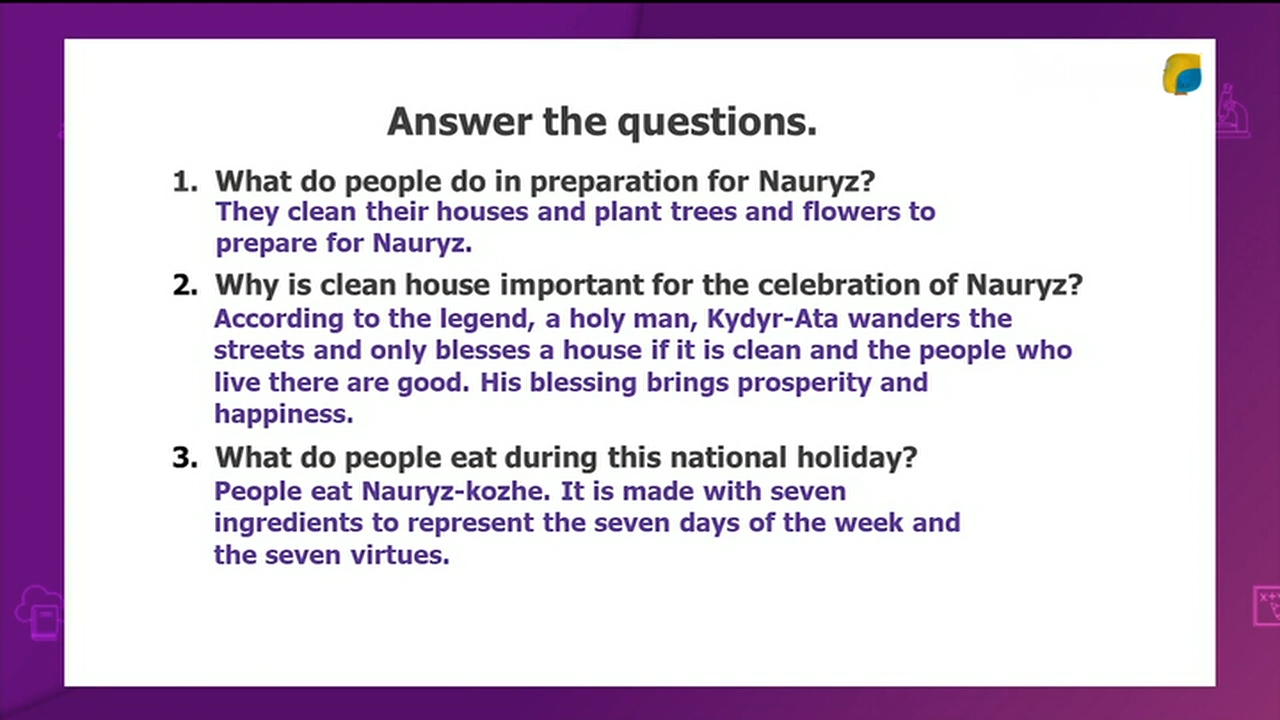 Answer the questions.
1. What do people do in preparation for Nauryz?
They clean their houses and plant trees and flowers to
prepare for Nauryz.
2. Why is clean house important for the celebration of Nauryz?
According to the legend, a holy man, Kydyr-Ata wanders the
streets and only blesses a house if it is clean and the people who
live there are good. His blessing brings prosperity and
happiness.
3. What do people eat during this national holiday?
People eat Nauryz-kozhe. It is made with seven
ingredients to represent the seven days of the week and
the seven virtues.